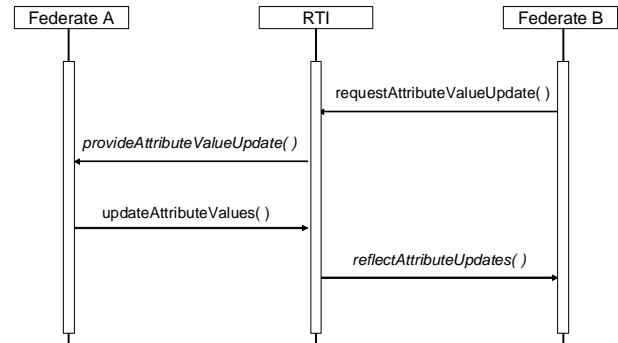 Federate A
RTI
Federate B
requestAttributeValueUpdate( )
provideAttributeValueUpdate( )
updateAttributeValues( )
reflectAttributeUpdates( )